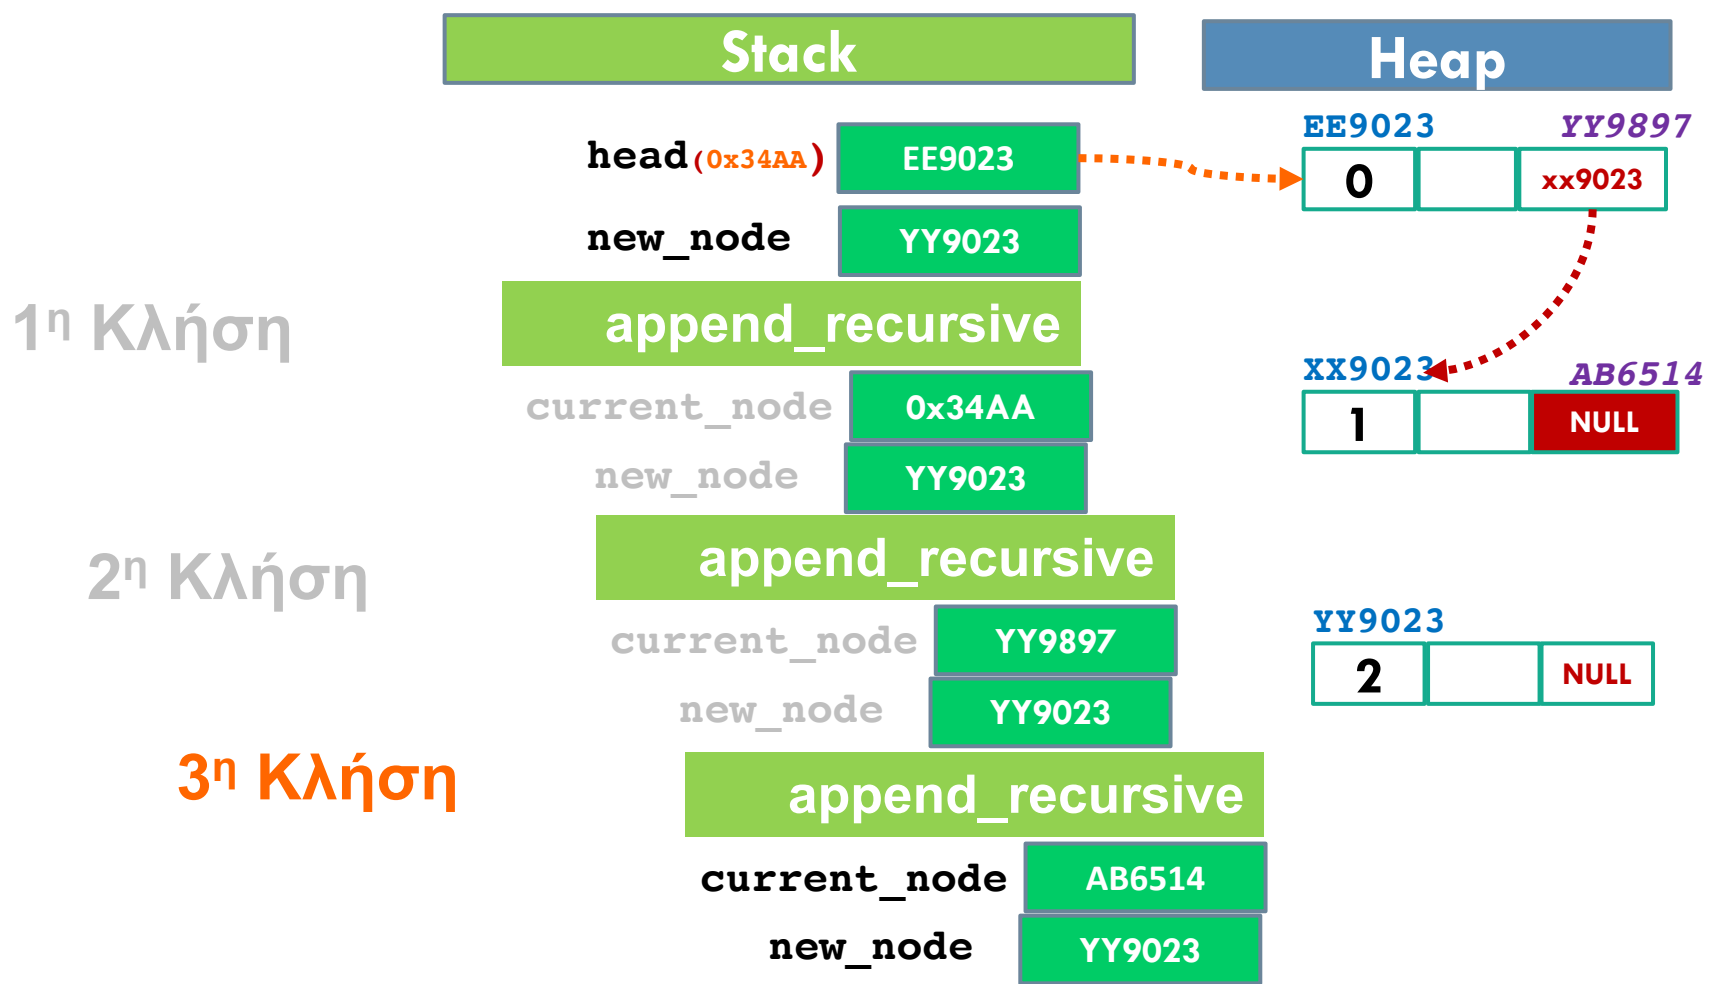 Stack
Heap
EE9023 YY9897
head(0x34AA) EE9023
0 xx9023
new_node YY9023
1η Κλήση
append_recursive
XX9023 AB6514
current_node 0x34AA
1 NULL
new_node YY9023
2η Κλήση
append_recursive
YY9023
current_node YY9897
2 NULL
new_node YY9023
3η Κλήση
append_recursive
current_node AB6514
new_node YY9023